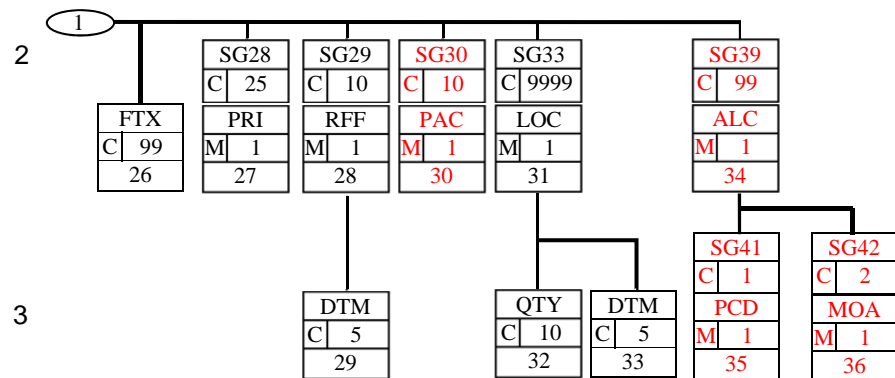 1
2
SG28 SG29 SG30 SG33 SG39
C 25 C 10 C 10 C 9999 C 99
FTX PRI RFF PAC LOC ALC
C 99 M 1 M 1 M 1 M 1 M 1
26 27 28 30 31 34
SG41 SG42
C 1 C 2
3
DTM QTY DTM PCD MOA
C 5 C 10 C 5 M 1 M 1
29 32 33 35 36